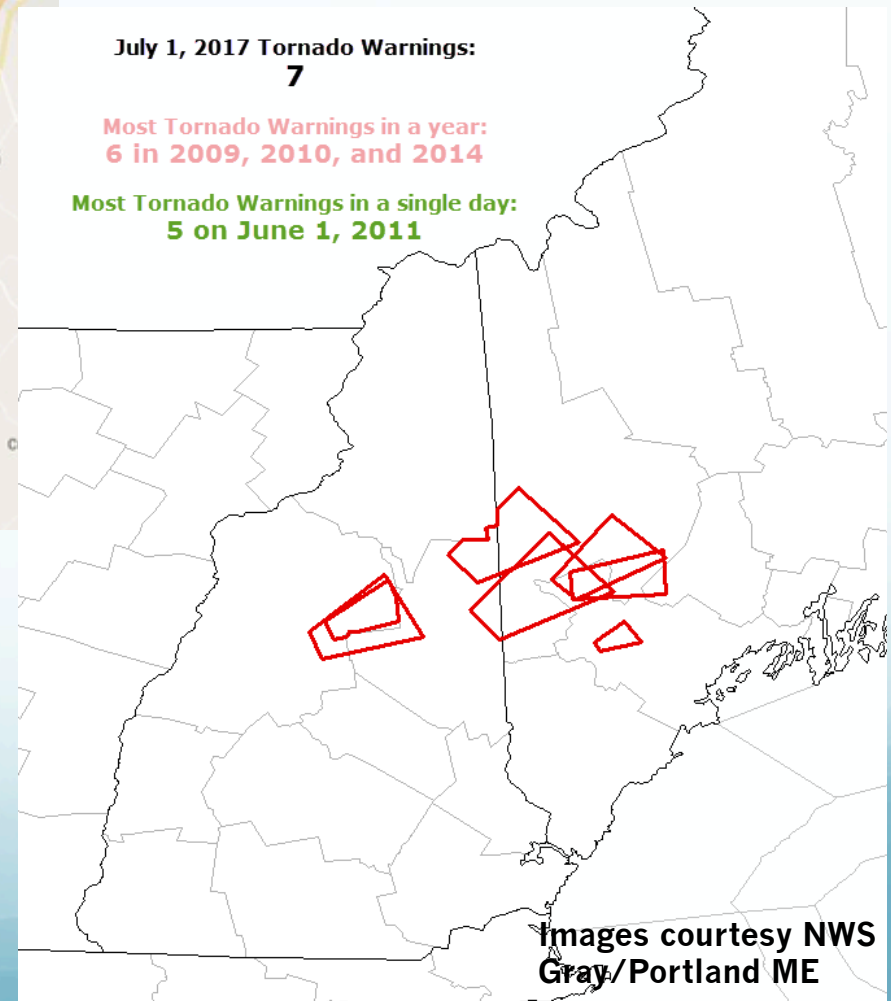 July 1, 2017 Tornado Warnings:
7
Most Tornado Warnings in a year:
6 in 2009, 2010, and 2014
Most Tornado Warnings in a single day:
5 on June 1, 2011
Images courtesy NWS
Gray/Portland ME